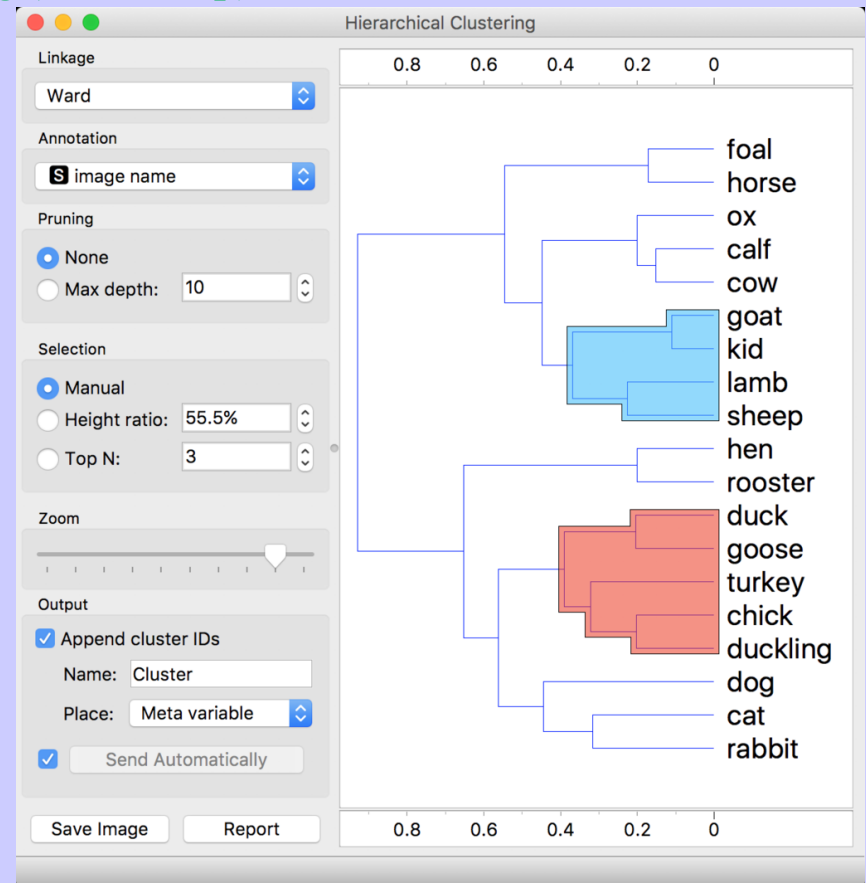 Hierarchical Clustering
Linkage
Ward
Annotation
S image name
Pruning
None
Max depth: 10
Selection
Manual
Height ratio: 55.5%
Top N: 3
Zoom
Output
Append cluster IDs
Name: Cluster
Place: Meta variable
Send Automatically
Save Image Report
0.8 0.6 0.4 0.2 0
foal
horse
ox
calf
cow
goat
kid
lamb
sheep
hen
rooster
duck
goose
turkey
chick
duckling
dog
cat
rabbit
0.8 0.6 0.4 0.2 0